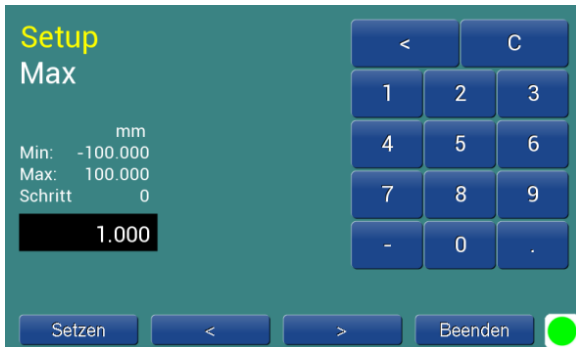 Setup
Max
mm
Min: -100.000
Max: 100.000
Schritt 0
1.000
< C
1 2 3
4 5 6
7 8 9
- 0 .
Setzen < > Beenden